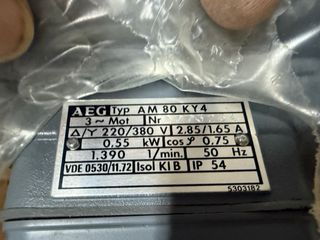 AEG Typ AM 80 KY4
3~ Mot Nr
Δ/Y 220/380 V 2.85/1.65 A
0.55 kW cos φ 0.75
1.390 1/min. 50 Hz
VDE 0530/11.72 Isol Kl B IP 54
5303182